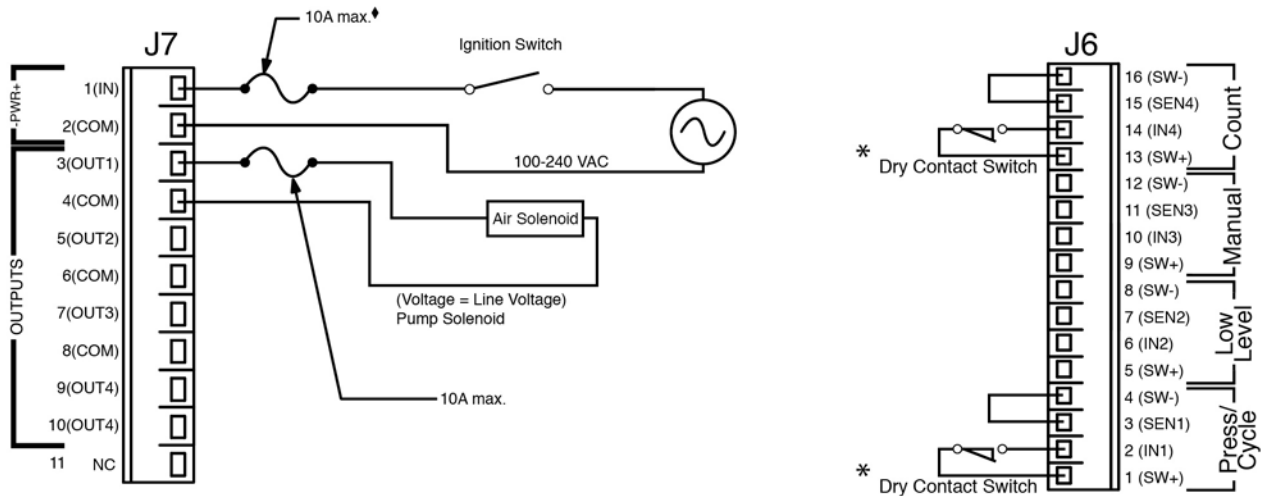 10A max.♦
J7
Ignition Switch
-PWR+
1(IN)
2(COM)
100-240 VAC
OUTPUTS
3(OUT1)
4(COM)
Air Solenoid
5(OUT2)
6(COM)
(Voltage = Line Voltage)
Pump Solenoid
7(OUT3)
8(COM)
9(OUT4)
10A max.
10(OUT4)
11 NC
J6
16 (SW-)
15 (SEN4)
14 (IN4)
13 (SW+)
Count
* Dry Contact Switch
12 (SW-)
11 (SEN3)
10 (IN3)
9 (SW+)
Manual
8 (SW-)
7 (SEN2)
6 (IN2)
5 (SW+)
Low
Level
4 (SW-)
3 (SEN1)
2 (IN1)
1 (SW+)
Press/
Cycle
* Dry Contact Switch